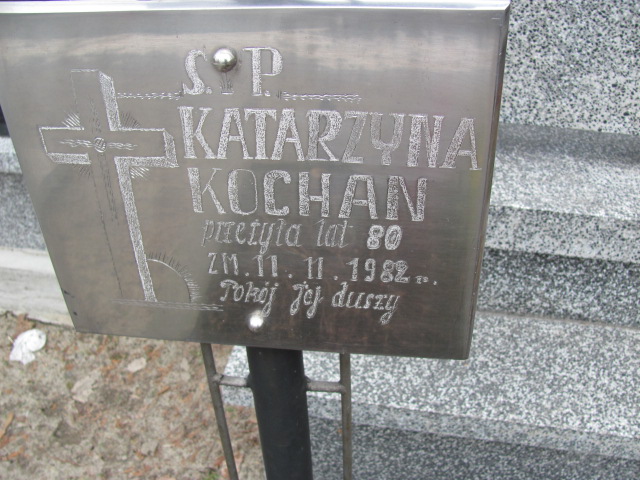 Ś. P.
KATARZYNA
KOCHAN
przeżyła lat 80
ZM. 11. 11. 1982 r.
Pokój jej duszy